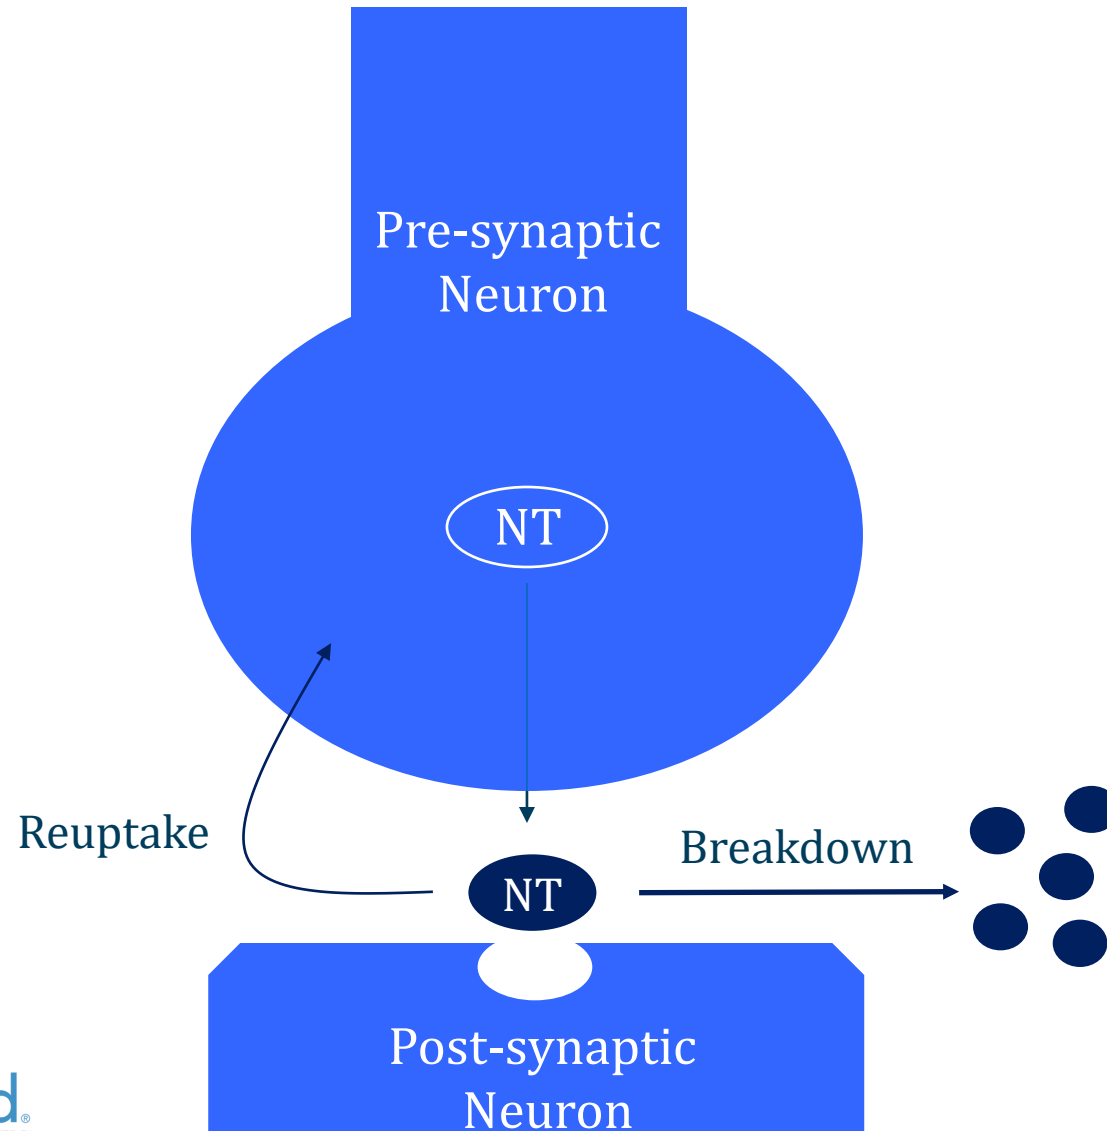 Pre-synaptic
Neuron
NT
Reuptake
Breakdown
NT
Post-synaptic
Neuron
d®